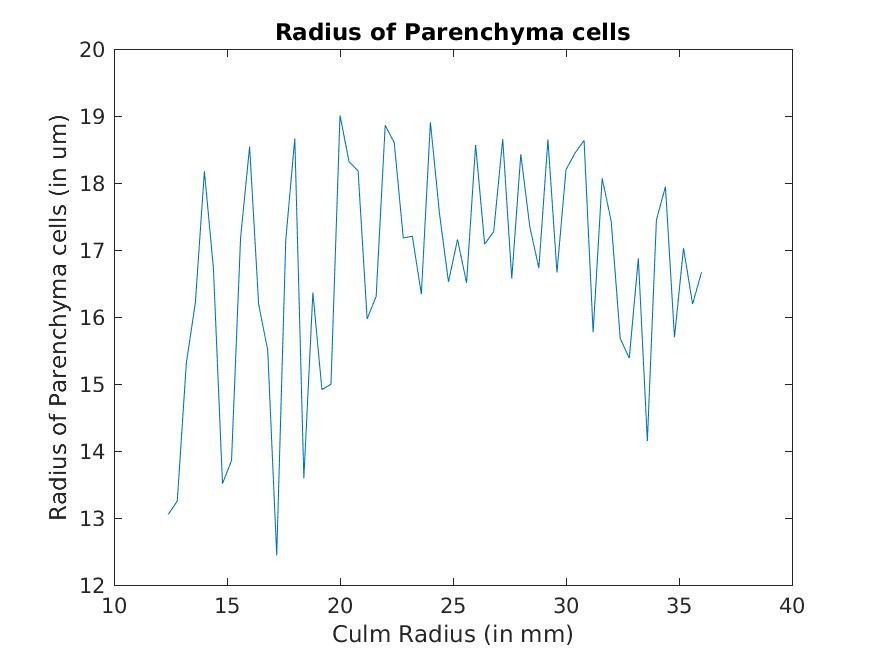 Radius of Parenchyma cells
20
19
18
17
16
15
14
13
12
Radius of Parenchyma cells (in um)
10 15 20 25 30 35 40
Culm Radius (in mm)